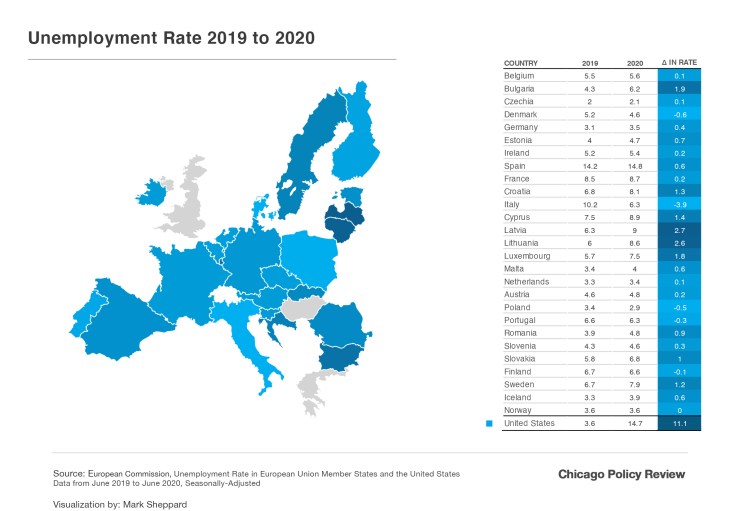 Unemployment Rate 2019 to 2020
COUNTRY 2019 2020 Δ IN RATE
Belgium 5.5 5.6 0.1
Bulgaria 4.3 6.2 1.9
Czechia 2 2.1 0.1
Denmark 5.2 4.6 -0.6
Germany 3.1 3.5 0.4
Estonia 4 4.7 0.7
Ireland 5.2 5.4 0.2
Spain 14.2 14.8 0.6
France 8.5 8.7 0.2
Croatia 6.8 8.1 1.3
Italy 10.2 6.3 -3.9
Cyprus 7.5 8.9 1.4
Latvia 6.3 9 2.7
Lithuania 6 8.6 2.6
Luxembourg 5.7 7.5 1.8
Malta 3.4 4 0.6
Netherlands 3.3 3.4 0.1
Austria 4.6 4.8 0.2
Poland 3.4 2.9 -0.5
Portugal 6.6 6.3 -0.3
Romania 3.9 4.8 0.9
Slovenia 4.3 4.6 0.3
Slovakia 5.8 6.8 1
Finland 6.7 6.6 -0.1
Sweden 6.7 7.9 1.2
Iceland 3.3 3.9 0.6
Norway 3.6 3.6 0
United States 3.6 14.7 11.1
Source: European Commission, Unemployment Rate in European Union Member States and the United States
Data from June 2019 to June 2020, Seasonally-Adjusted
Chicago Policy Review
Visualization by: Mark Sheppard